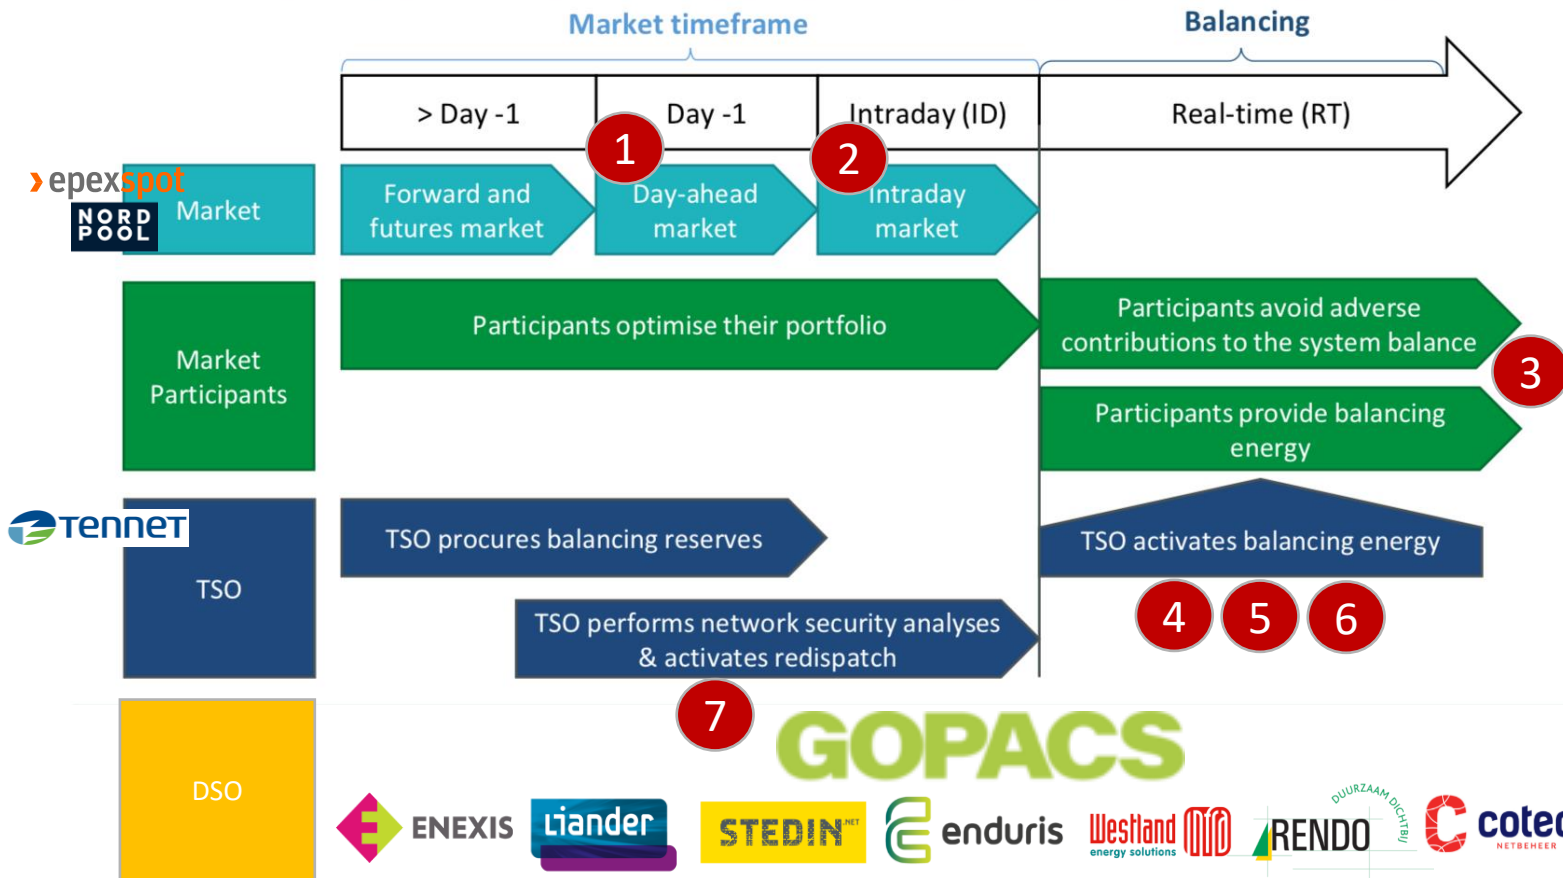 Market timeframe
Balancing
> Day -1
Day -1
Intraday (ID)
Real-time (RT)
1
2
epexspot
NORD
POOL
Market
Forward and
futures market
Day-ahead
market
Intraday
market
Market
Participants
Participants optimise their portfolio
Participants avoid adverse
contributions to the system balance
3
Participants provide balancing
energy
TenneT
TSO
TSO procures balancing reserves
TSO activates balancing energy
4
5
6
TSO performs network security analyses
& activates redispatch
7
GOPACS
DSO
ENEXIS
Liander
STEDIN.NET
enduris
Westland
energy solutions
RENDO
DUURZAAM DICHTBIJ
coteq
NETBEHEER